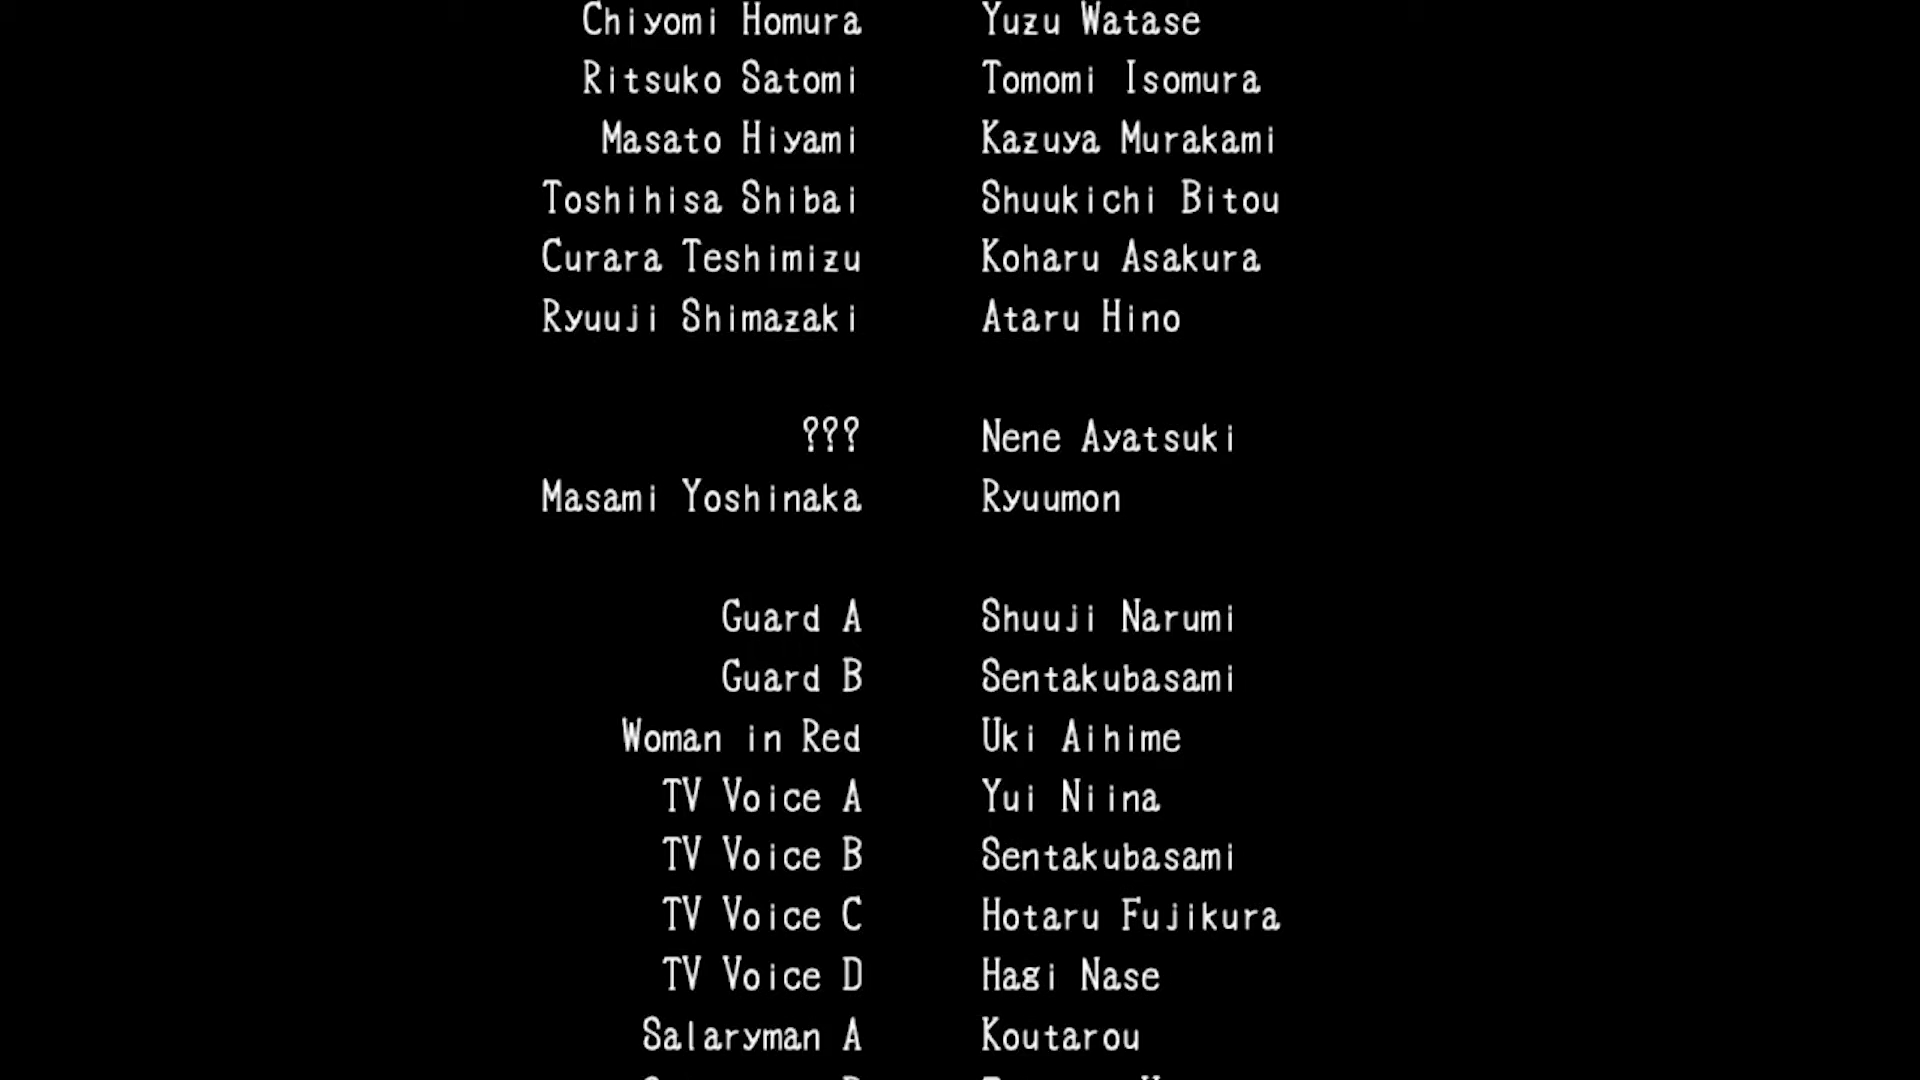 Chiyomi Homura Yuzu Watase
Ritsuko Satomi Tomomi Isomura
Masato Hiyami Kazuya Murakami
Toshihisa Shibai Shuukichi Bitou
Curara Teshimizu Koharu Asakura
Ryuuji Shimazaki Ataru Hino
??? Nene Ayatsuki
Masami Yoshinaka Ryuumon
Guard A Shuuji Narumi
Guard B Sentakubasami
Woman in Red Uki Aihime
TV Voice A Yui Niina
TV Voice B Sentakubasami
TV Voice C Hotaru Fujikura
TV Voice D Hagi Nase
Salaryman A Koutarou